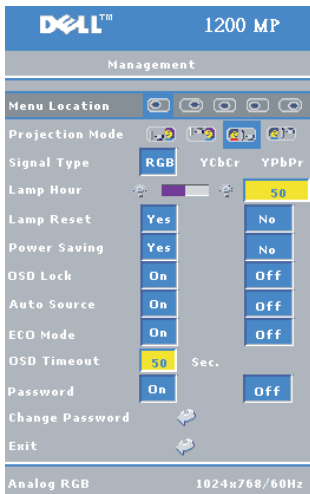 DELL™ 1200 MP
Management
Menu Location
Projection Mode
Signal Type RGB YCbCr YPbPr
Lamp Hour 50
Lamp Reset Yes No
Power Saving Yes No
OSD Lock On Off
Auto Source On Off
ECO Mode On Off
OSD Timeout 50 Sec.
Password On Off
Change Password
Exit
Analog RGB 1024x768/60Hz